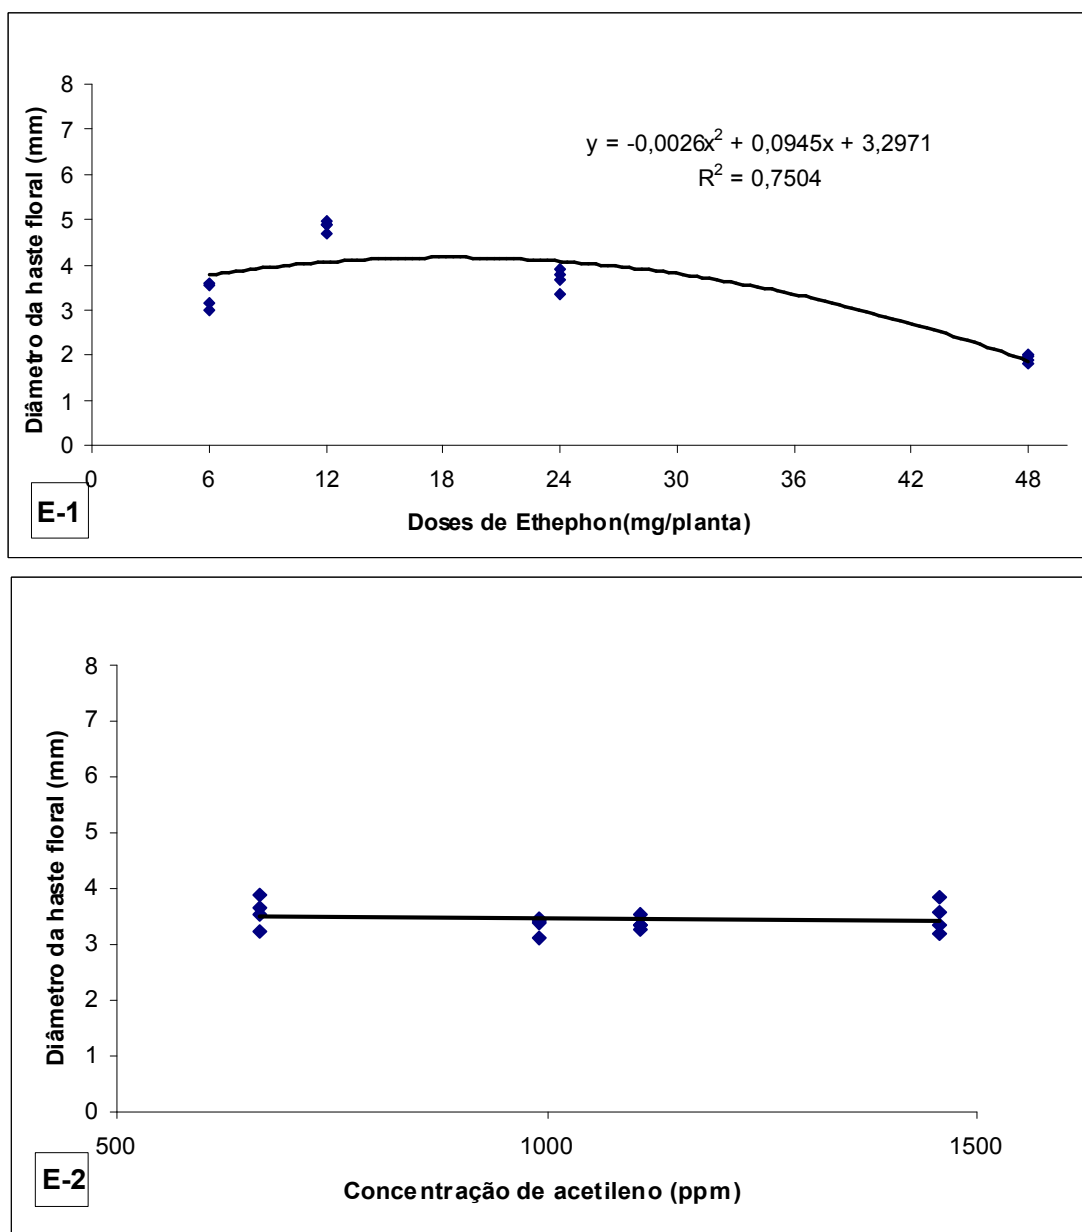 8
7
6
5
4
3
2
1
0
Diâmetro da haste floral (mm)
y = -0,0026x² + 0,0945x + 3,2971
R² = 0,7504
0 6 12 18 24 30 36 42 48
E-1
Doses de Ethephon(mg/planta)
8
7
6
5
4
3
2
1
0
Diâmetro da haste floral (mm)
500 1000 1500
E-2
Concentração de acetileno (ppm)